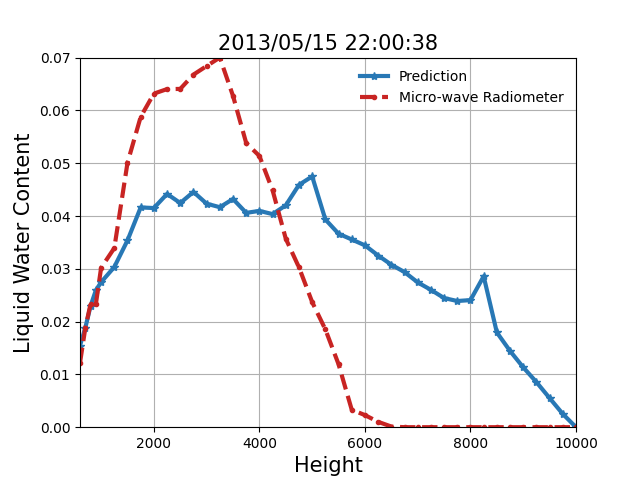 2013/05/15 22:00:38
Prediction
Micro-wave Radiometer
Liquid Water Content
0.07
0.06
0.05
0.04
0.03
0.02
0.01
0.00
2000 4000 6000 8000 10000
Height